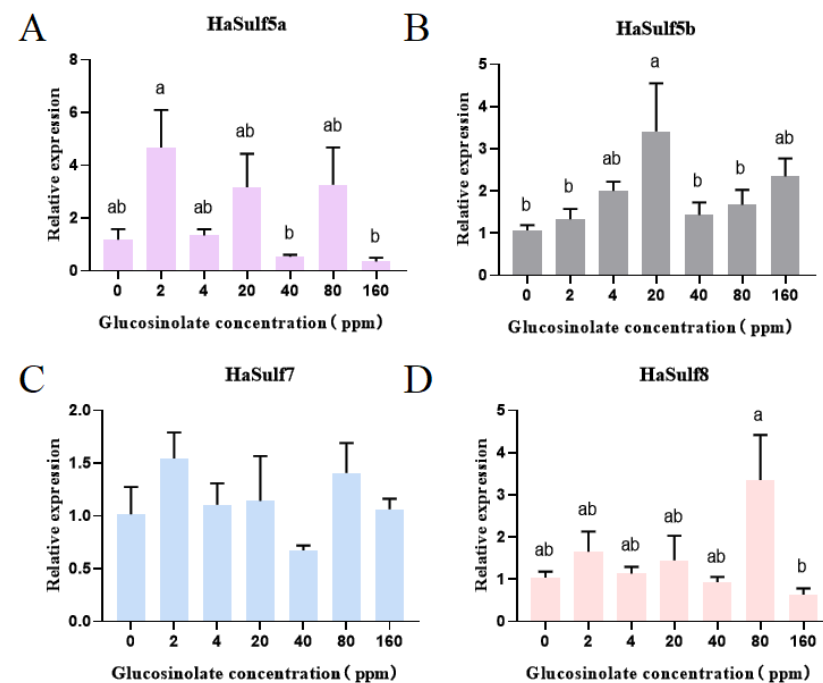 A
HaSulf5a
Relative expression
8
6
4
2
0
ab
a
ab
ab
b
ab
b
0 2 4 20 40 80 160
Glucosinolate concentration ( ppm)
B
HaSulf5b
Relative expression
5
4
3
2
1
0
b
b
ab
a
b
b
ab
0 2 4 20 40 80 160
Glucosinolate concentration ( ppm)
C
HaSulf7
Relative expression
2.0
1.5
1.0
0.5
0.0
0 2 4 20 40 80 160
Glucosinolate concentration ( ppm)
D
HaSulf8
Relative expression
5
4
3
2
1
0
ab
ab
ab
ab
ab
a
b
0 2 4 20 40 80 160
Glucosinolate concentration ( ppm)